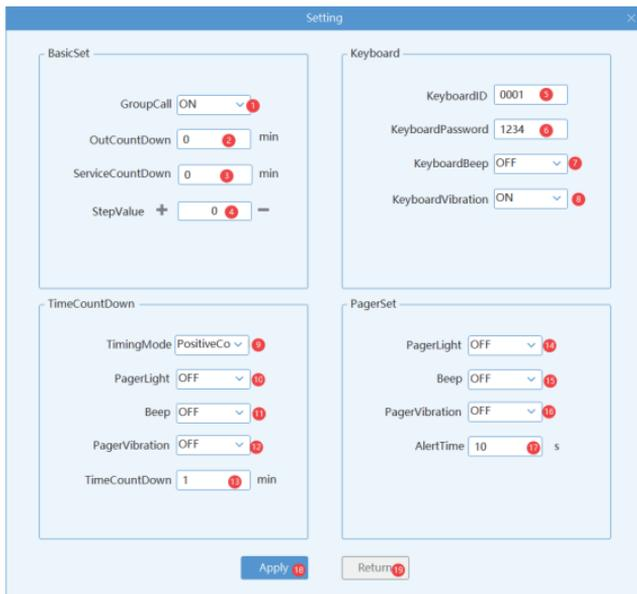 Setting
BasicSet
GroupCall ON 1
OutCountDown 0 2 min
ServiceCountDown 0 3 min
StepValue + 0 4 −
Keyboard
KeyboardID 0001 5
KeyboardPassword 1234 6
KeyboardBeep OFF 7
KeyboardVibration ON 8
TimeCountDown
TimingMode PositiveCo 9
PagerLight OFF 10
Beep OFF 11
PagerVibration OFF 12
TimeCountDown 1 13 min
PagerSet
PagerLight OFF 14
Beep OFF 15
PagerVibration OFF 16
AlertTime 10 17 s
Apply 18
Return 19